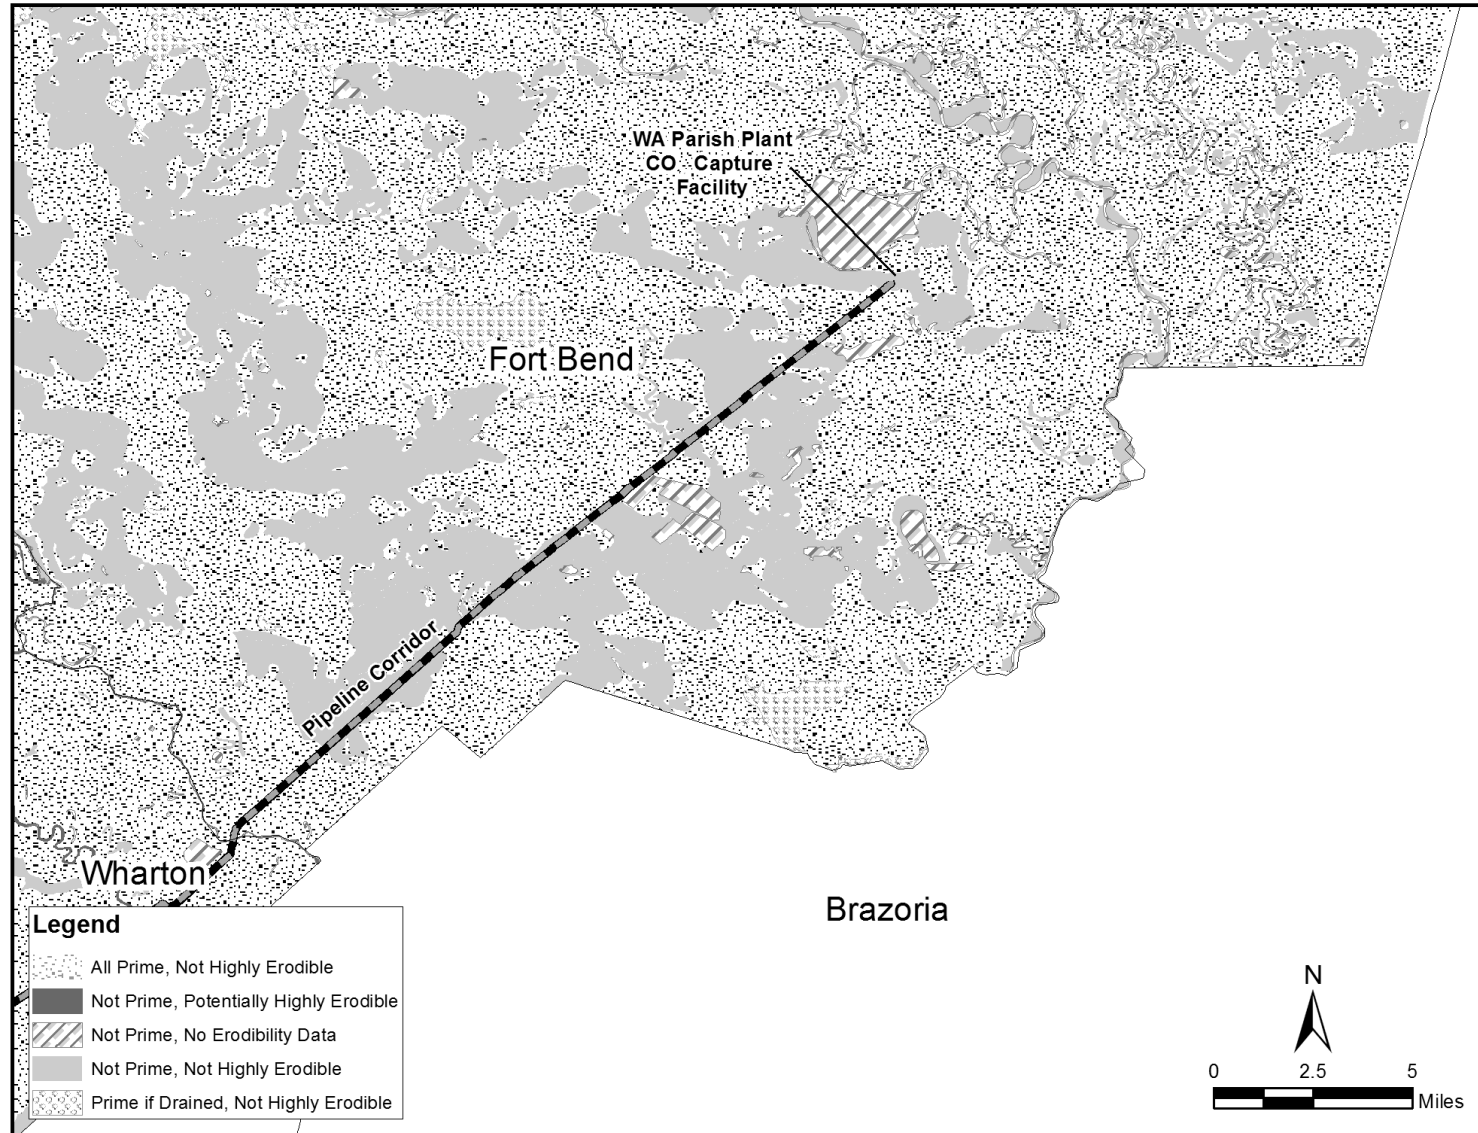 WA Parish Plant
CO Capture
Facility
Fort Bend
Pipeline Corridor
Wharton
Brazoria
Legend
All Prime, Not Highly Erodible
Not Prime, Potentially Highly Erodible
Not Prime, No Erodibility Data
Not Prime, Not Highly Erodible
Prime if Drained, Not Highly Erodible
N
0 2.5 5
Miles